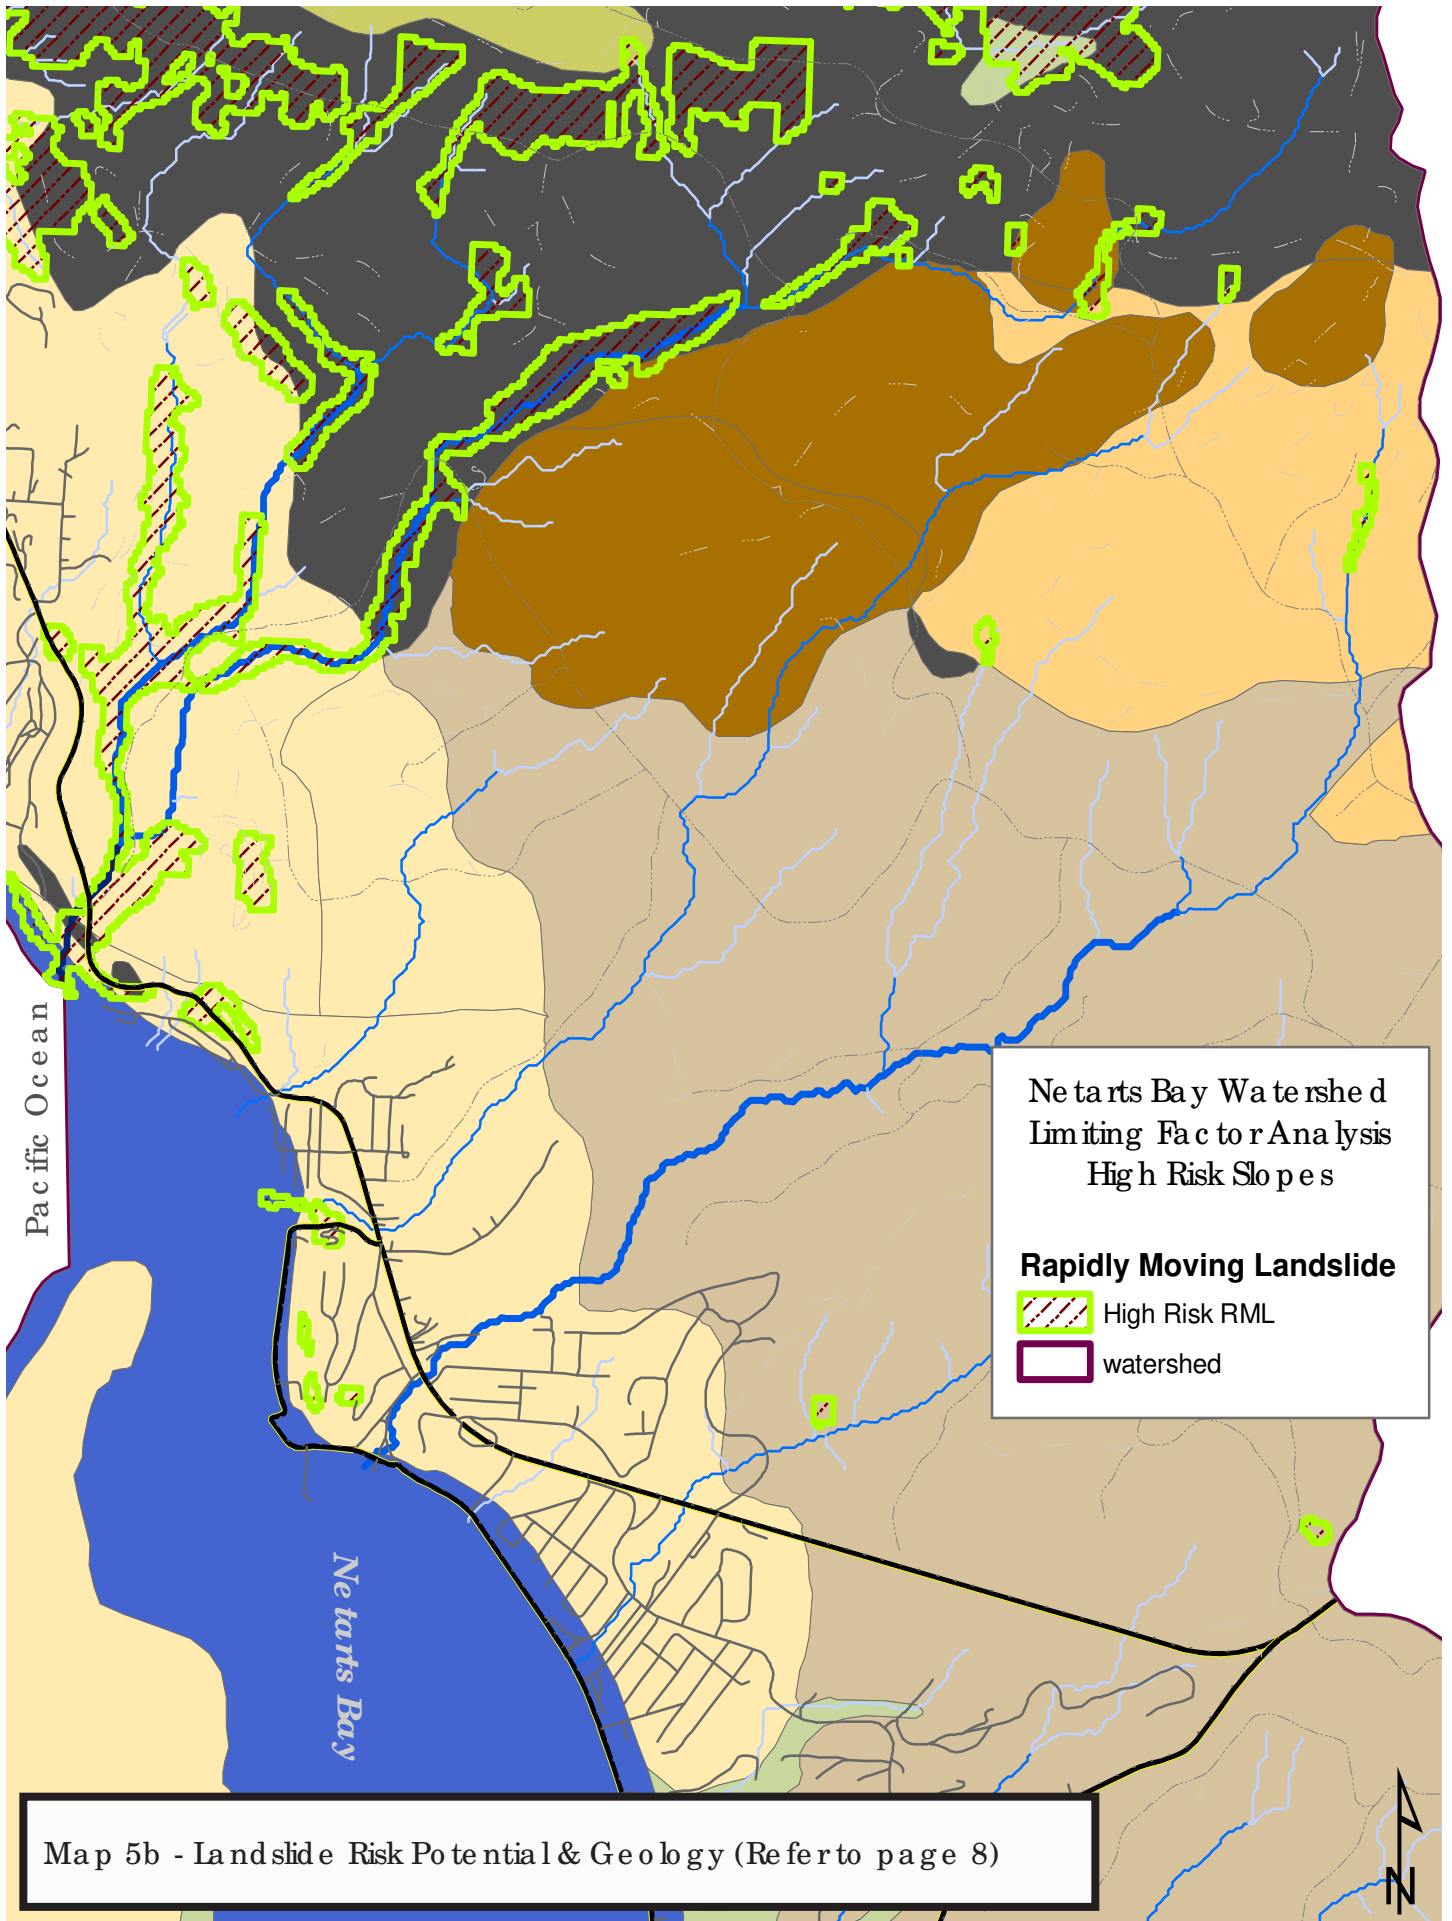 Pacific Ocean
Netarts Bay Watershed
Limiting Factor Analysis
High Risk Slopes
Rapidly Moving Landslide
High Risk RML
watershed
Netarts Bay
Map 5b - Landslide Risk Potential & Geology (Refer to page 8)
N